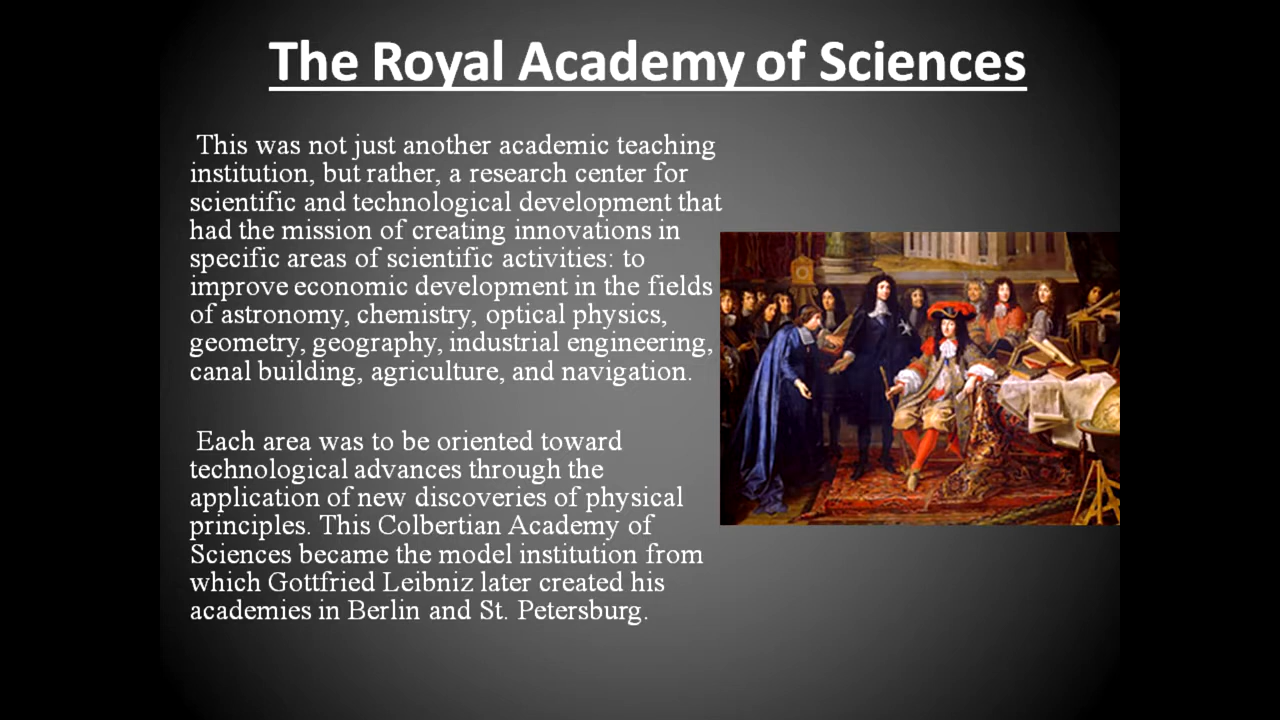 The Royal Academy of Sciences
This was not just another academic teaching
institution, but rather, a research center for
scientific and technological development that
had the mission of creating innovations in
specific areas of scientific activities: to
improve economic development in the fields
of astronomy, chemistry, optical physics,
geometry, geography, industrial engineering,
canal building, agriculture, and navigation.
Each area was to be oriented toward
technological advances through the
application of new discoveries of physical
principles. This Colbertian Academy of
Sciences became the model institution from
which Gottfried Leibniz later created his
academies in Berlin and St. Petersburg.